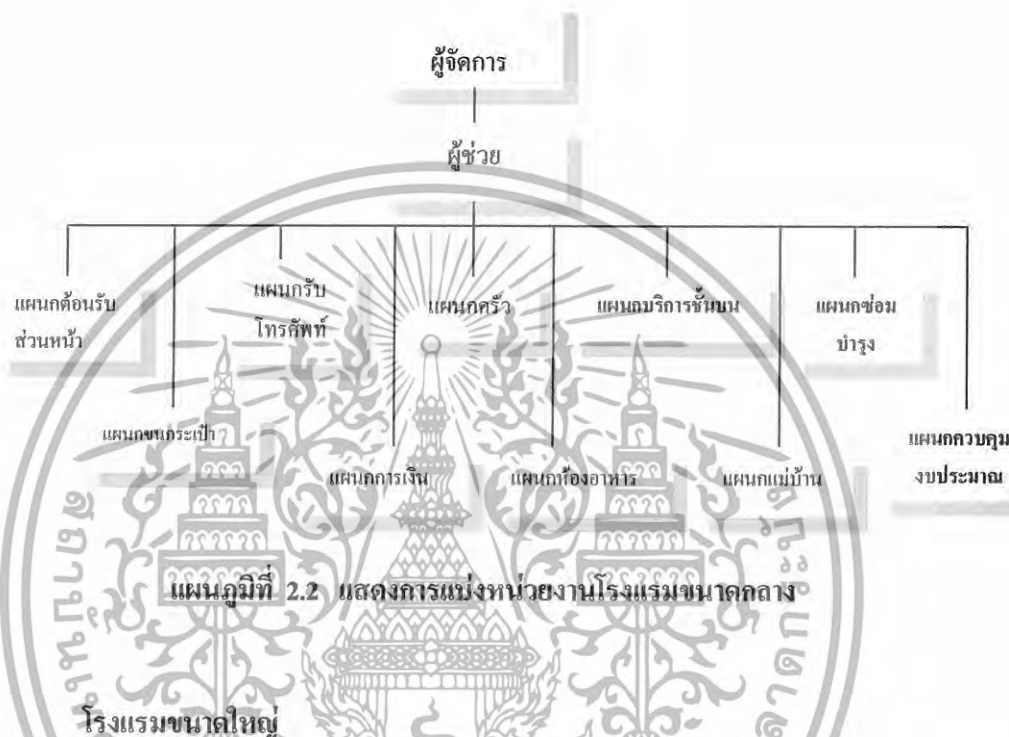 ผู้จัดการ
ผู้ช่วย
แผนกต้อนรับ
ส่วนหน้า
แผนกรับ
โทรศัพท์
แผนกครัว
แผนกบริการชั้นบน
แผนกซ่อม
บำรุง
แผนกขนกระเป๋า
แผนกการเงิน
แผนกห้องอาหาร
แผนกแม่บ้าน
แผนกควบคุม
งบประมาณ
แผนภูมิที่ 2.2 แสดงการแบ่งหน่วยงานโรงแรมขนาดกลาง
โรงแรมขนาดใหญ่